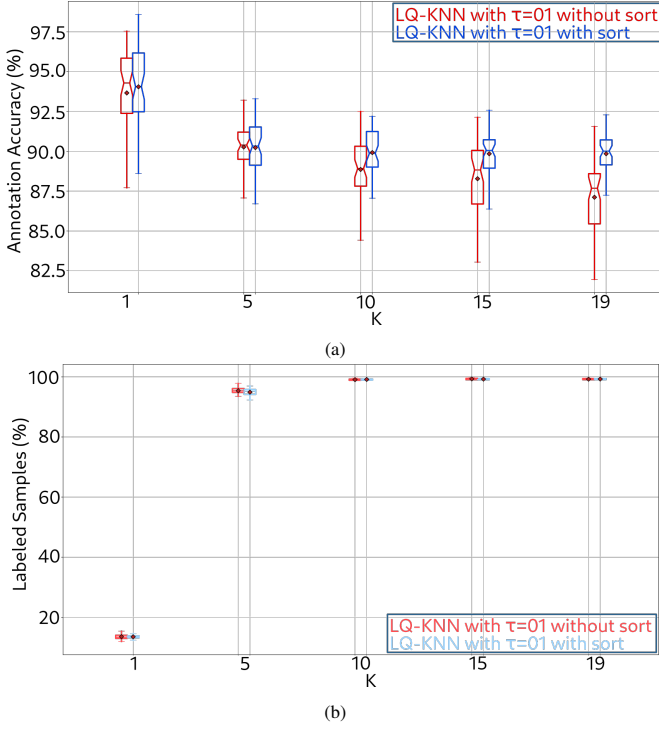 LQ-KNN with τ=01 without sort
LQ-KNN with τ=01 with sort
Annotation Accuracy (%)
97.5
95.0
92.5
90.0
87.5
85.0
82.5
1 5 10 15 19
K
(a)
Labeled Samples (%)
100
80
60
40
20
LQ-KNN with τ=01 without sort
LQ-KNN with τ=01 with sort
1 5 10 15 19
K
(b)